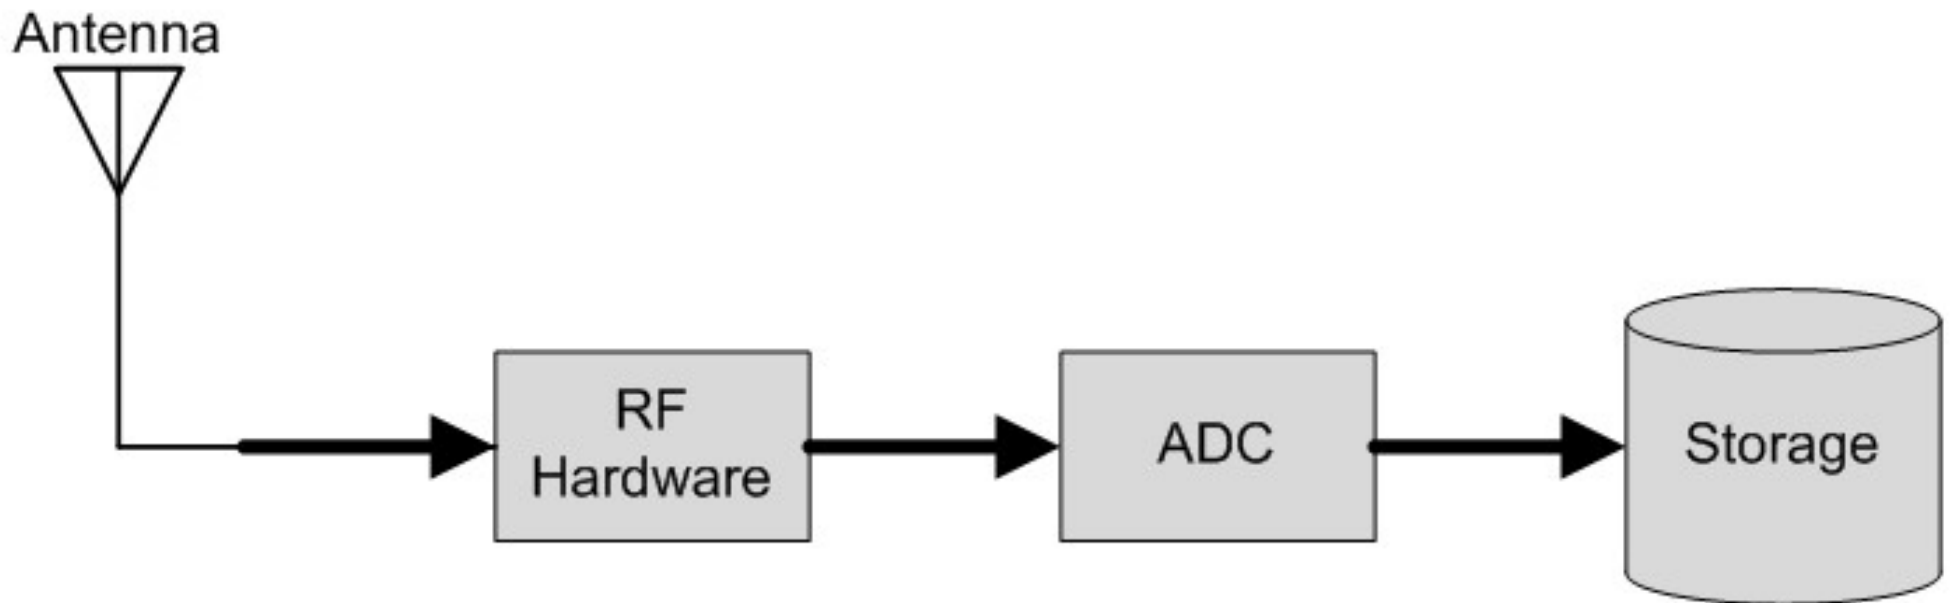 Antenna
RF
Hardware
ADC
Storage